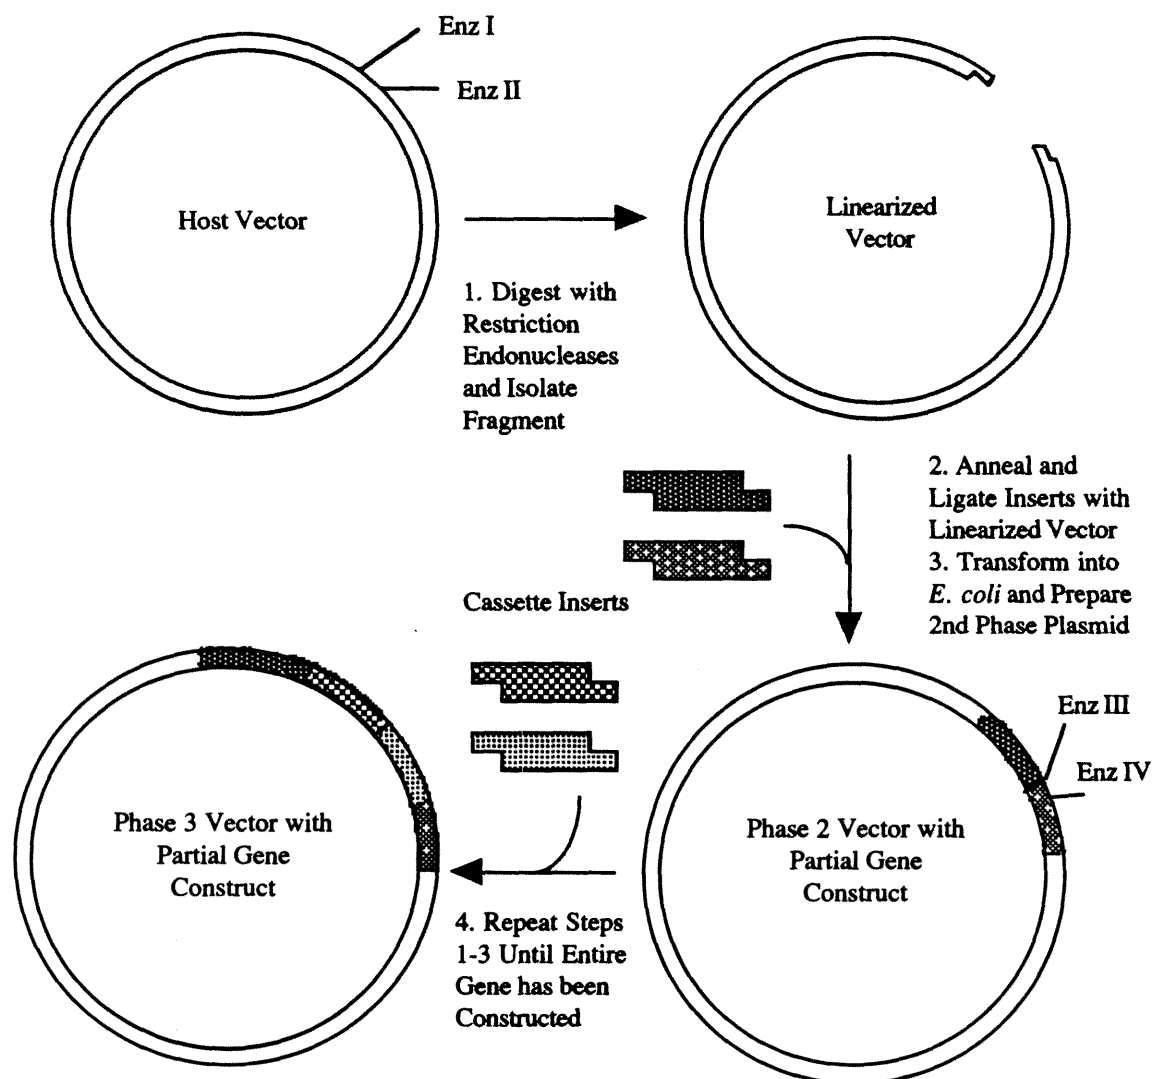 Enz I
Enz II
Host Vector
Linearized
Vector
1. Digest with
Restriction
Endonucleases
and Isolate
Fragment
2. Anneal and
Ligate Inserts with
Linearized Vector
3. Transform into
E. coli and Prepare
2nd Phase Plasmid
Cassette Inserts
Enz III
Enz IV
Phase 3 Vector with
Partial Gene
Construct
Phase 2 Vector with
Partial Gene
Construct
4. Repeat Steps
1-3 Until Entire
Gene has been
Constructed